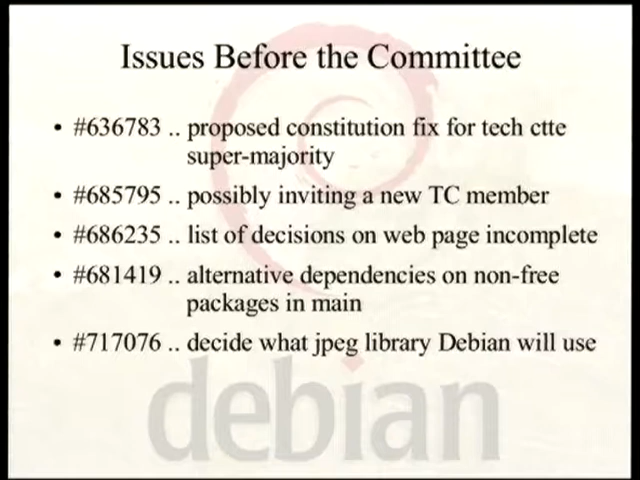 Issues Before the Committee
• #636783 .. proposed constitution fix for tech ctte
super-majority
• #685795 .. possibly inviting a new TC member
• #686235 .. list of decisions on web page incomplete
• #681419 .. alternative dependencies on non-free
packages in main
• #717076 .. decide what jpeg library Debian will use
debian